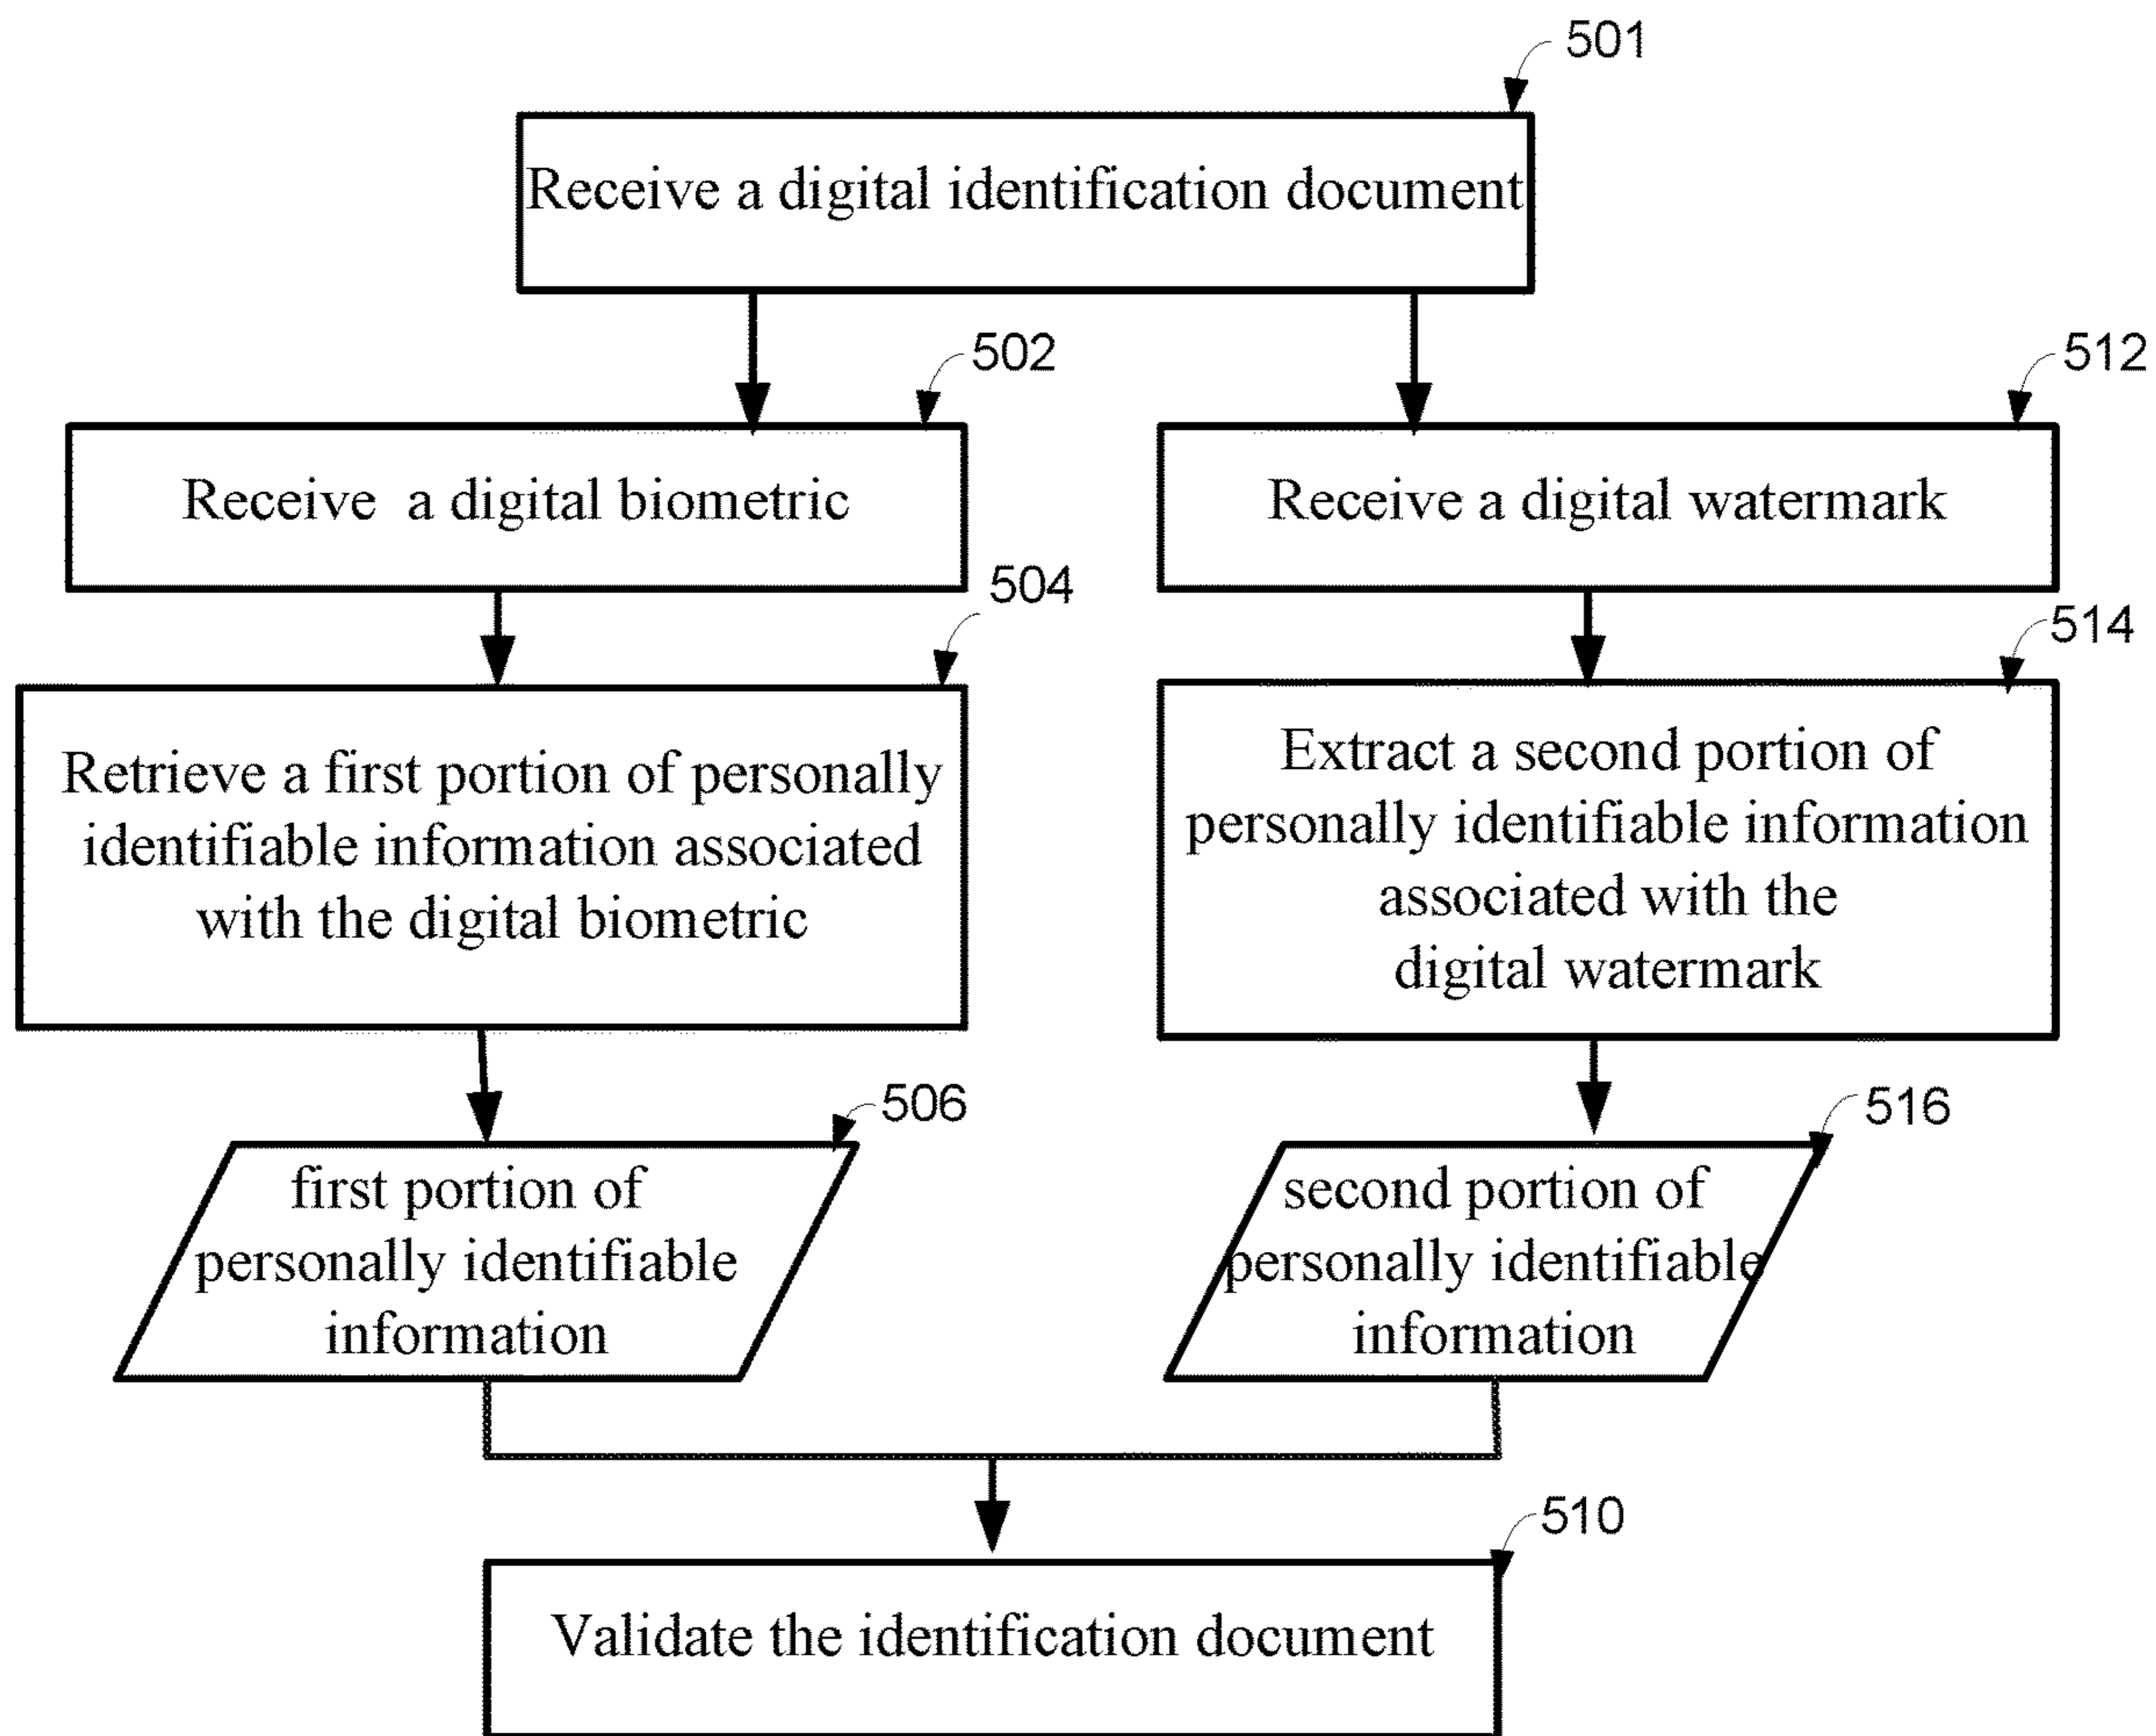 501
Receive a digital identification document
502
512
Receive a digital biometric
Receive a digital watermark
504
514
Retrieve a first portion of personally
identifiable information associated
with the digital biometric
Extract a second portion of
personally identifiable information
associated with the
digital watermark
506
516
first portion of
personally identifiable
information
second portion of
personally identifiable
information
510
Validate the identification document